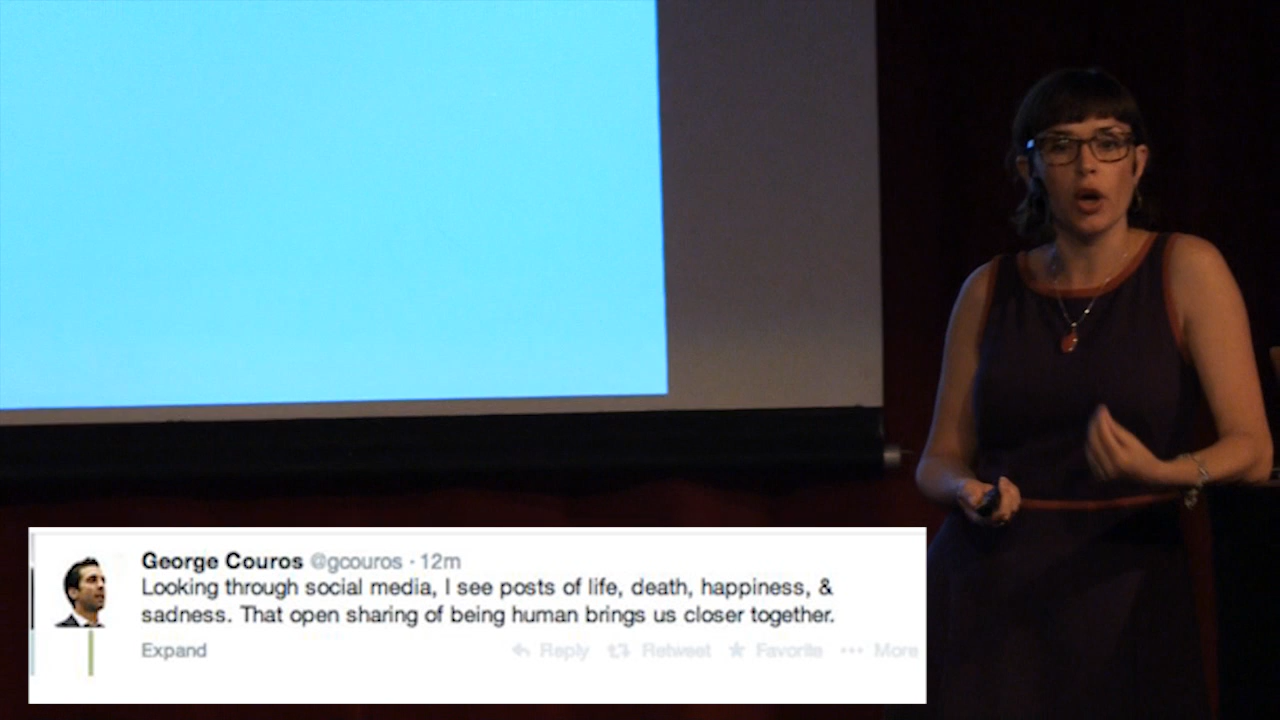 George Couros @gcouros · 12m
Looking through social media, I see posts of life, death, happiness, &
sadness. That open sharing of being human brings us closer together.
Expand Reply Retweet Favorite More